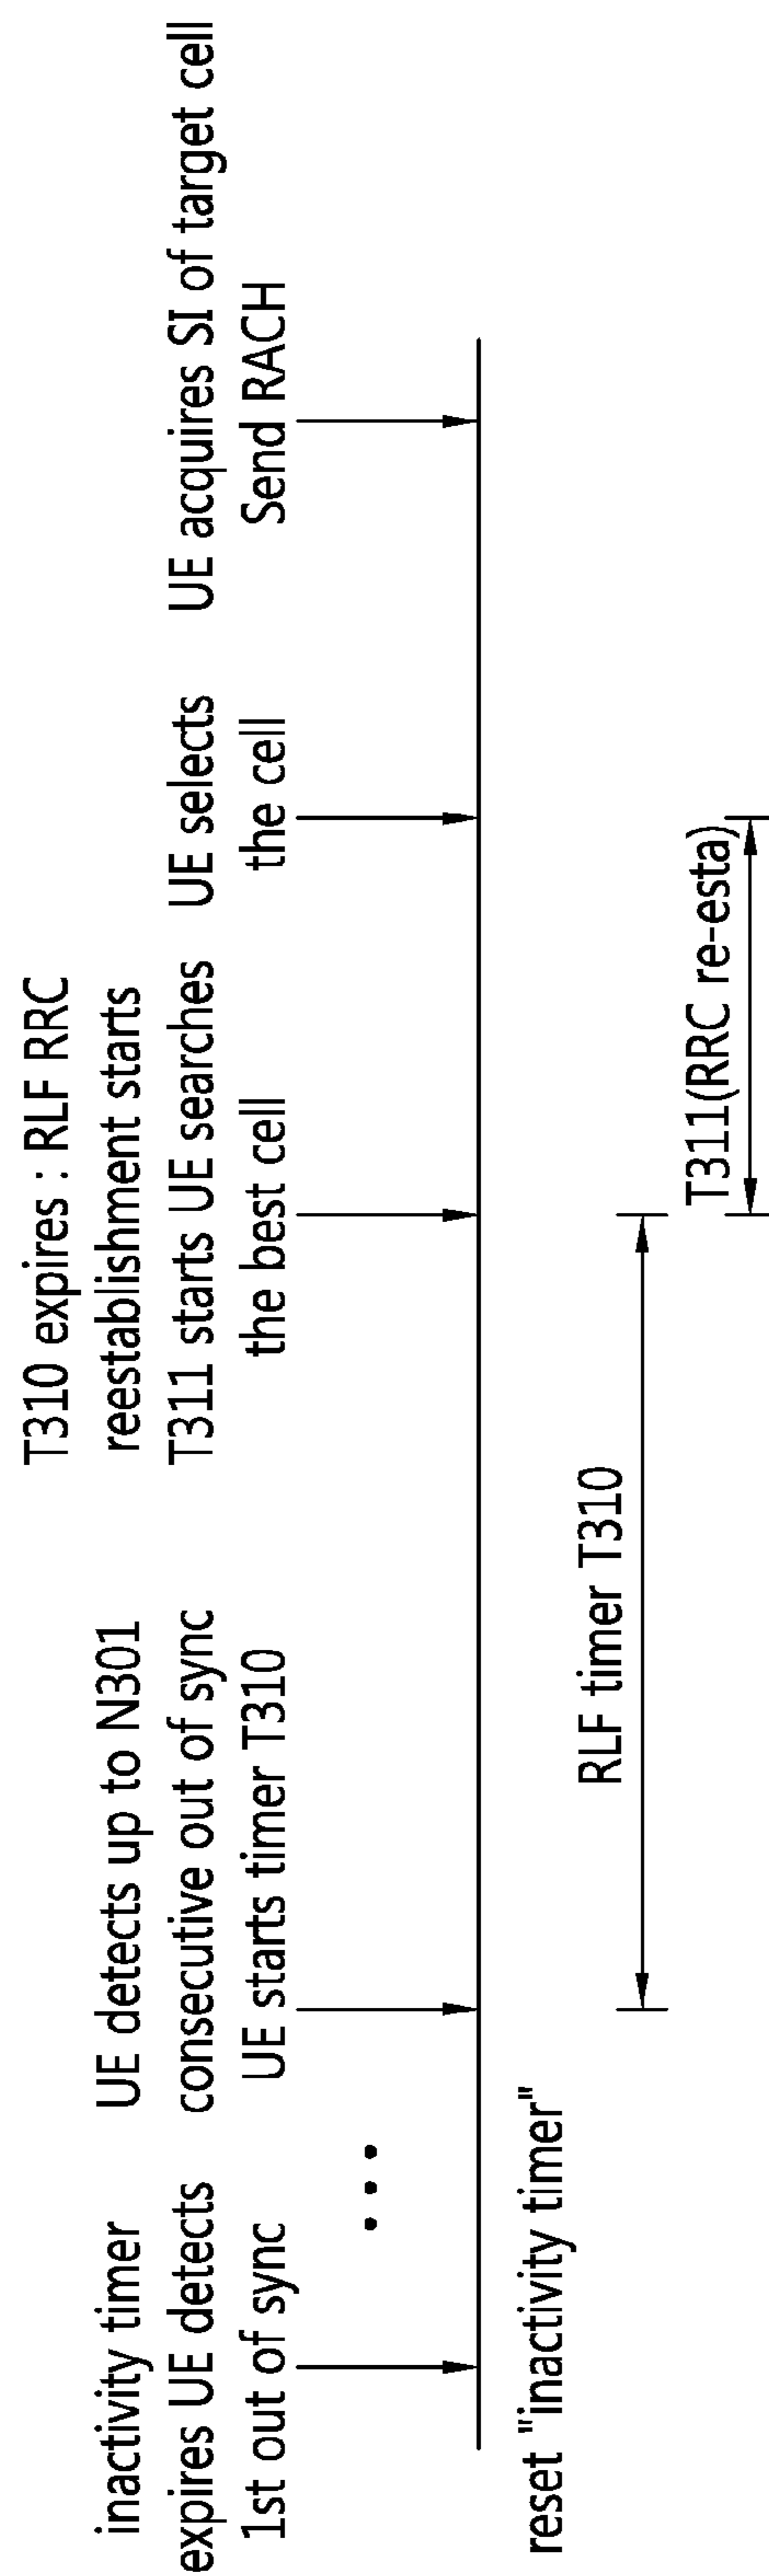 inactivity timer
expires UE detects
1st out of sync
UE detects up to N301
consecutive out of sync
UE starts timer T310
T310 expires : RLF RRC
reestablishment starts
T311 starts UE searches
the best cell
UE selects
the cell
UE acquires SI of target cell
Send RACH
reset "inactivity timer"
RLF timer T310
T311(RRC re-esta)